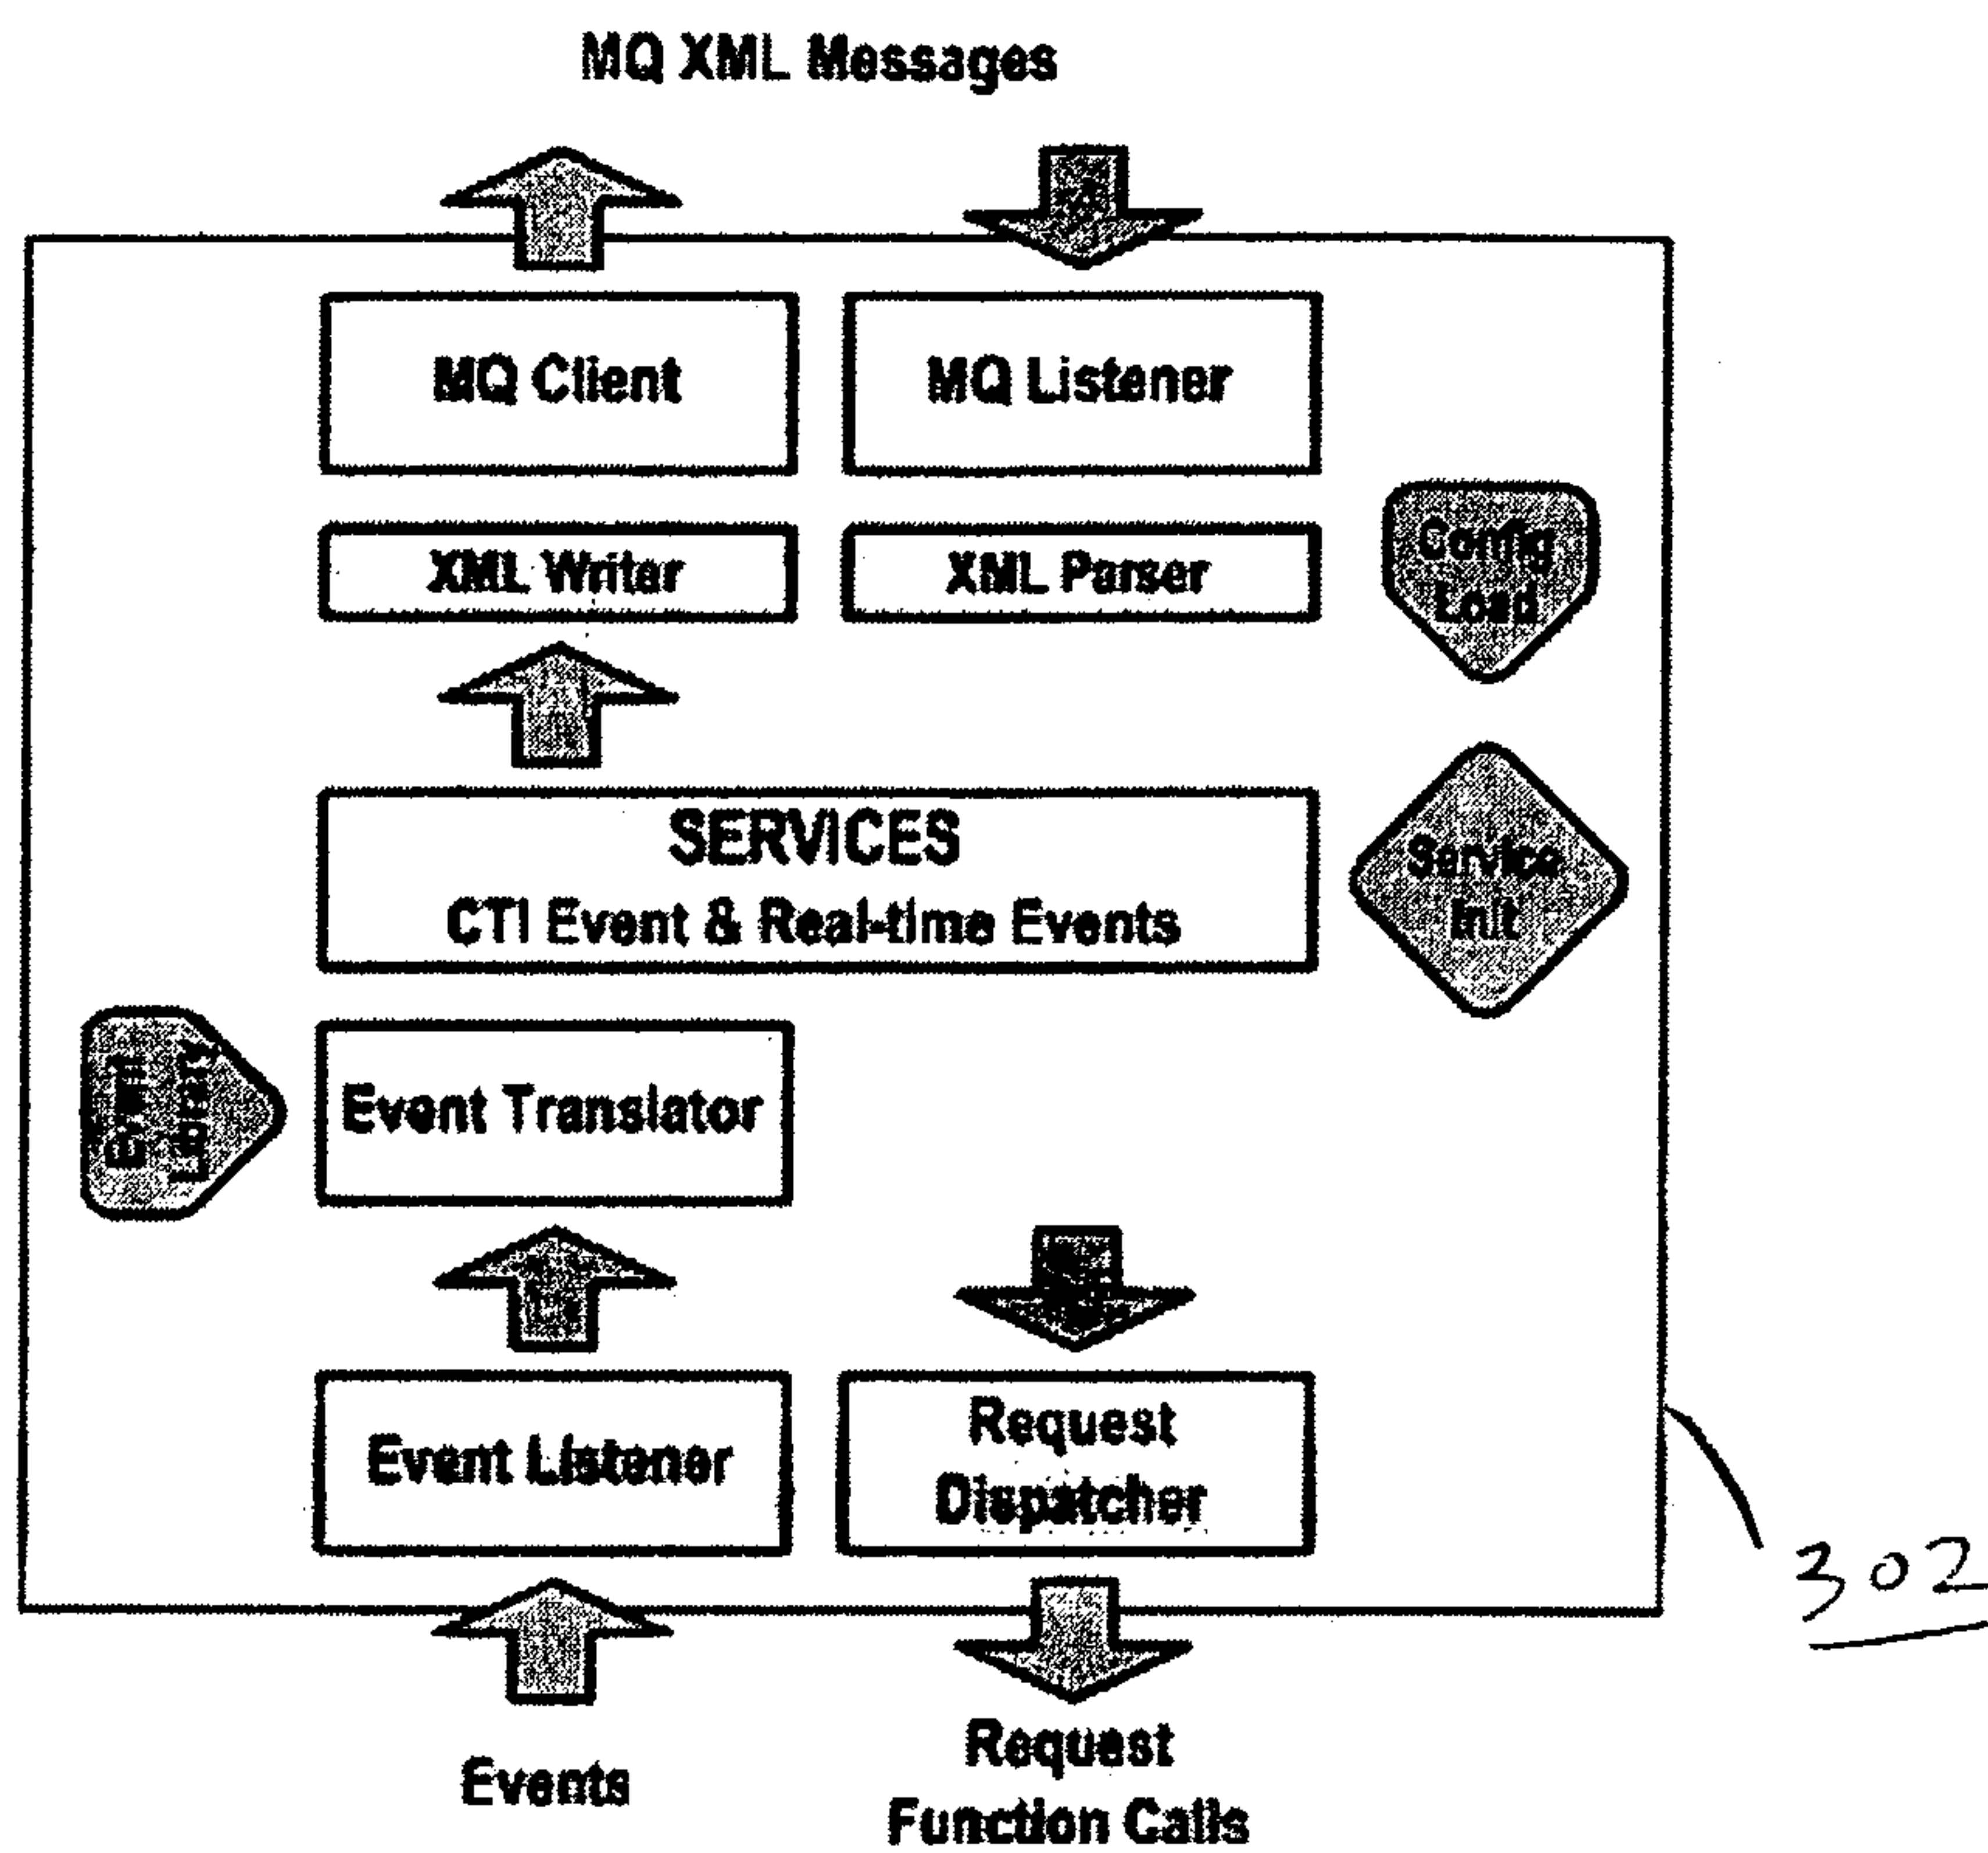 MQ XML Messages
MQ Client
MQ Listener
XML Writer
XML Parser
Config
Load
SERVICES
CTI Event & Real-time Events
Service
Init
Event
Library
Event Translator
Event Listener
Request
Dispatcher
302
Events
Request
Function Calls